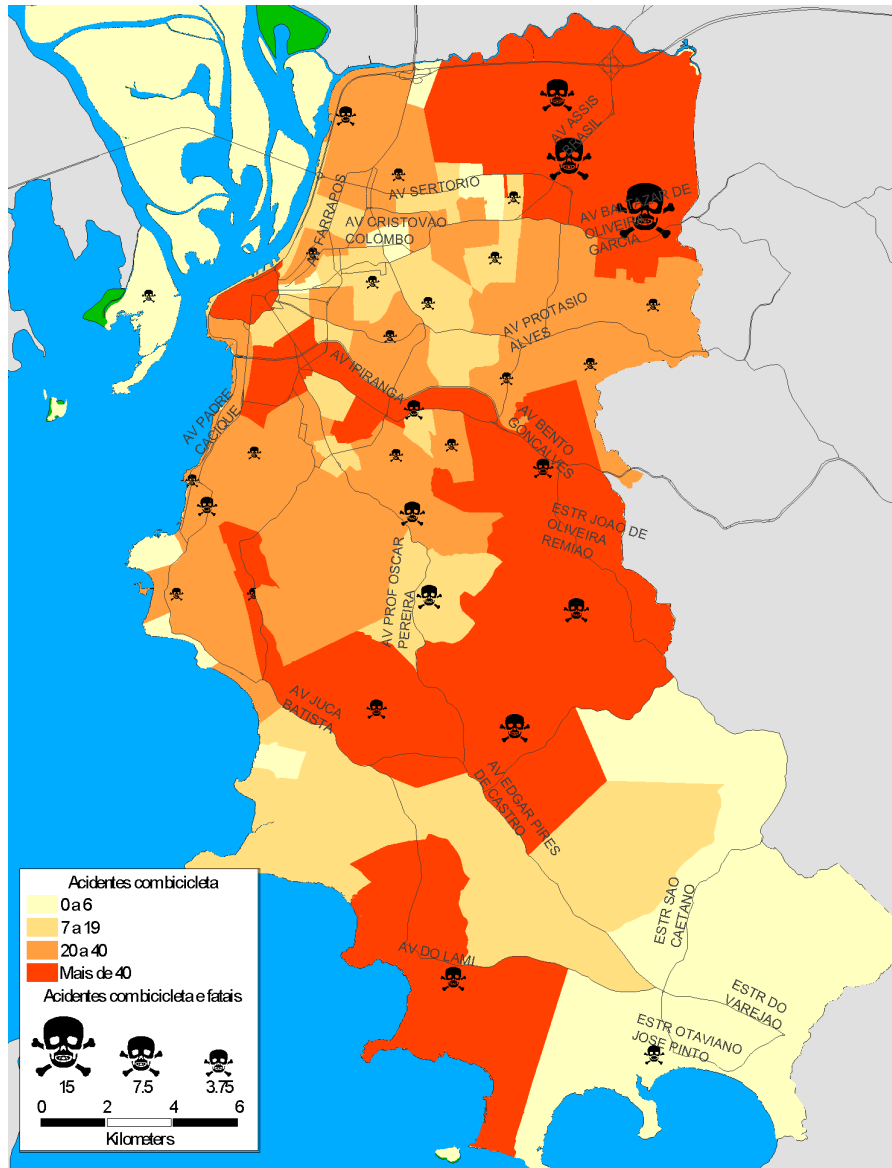 AV ASSIS
BRASIL
AV SERTORIO
AV BALTAZAR DE
OLIVEIRA
GARCIA
AV FARRAPOS
AV CRISTOVAO
COLOMBO
AV PROTASIO
ALVES
AV IPIRANGA
AV PADRE
CACIQUE
AV BENTO
GONCALVES
ESTR JOAO DE
OLIVEIRA
REMIAO
AV PROF OSCAR
PEREIRA
AV JUCA
BATISTA
AV EDGAR PIRES
DE CASTRO
ESTR SAO
CAETANO
AV DO LAMI
ESTR DO
VAREJAO
ESTR OTAVIANO
JOSE PINTO
Acidentes com bicicleta
0 a 6
7 a 19
20 a 40
Mais de 40
Acidentes com bicicleta e fatais
15 7.5 3.75
0 2 4 6
Kilometers